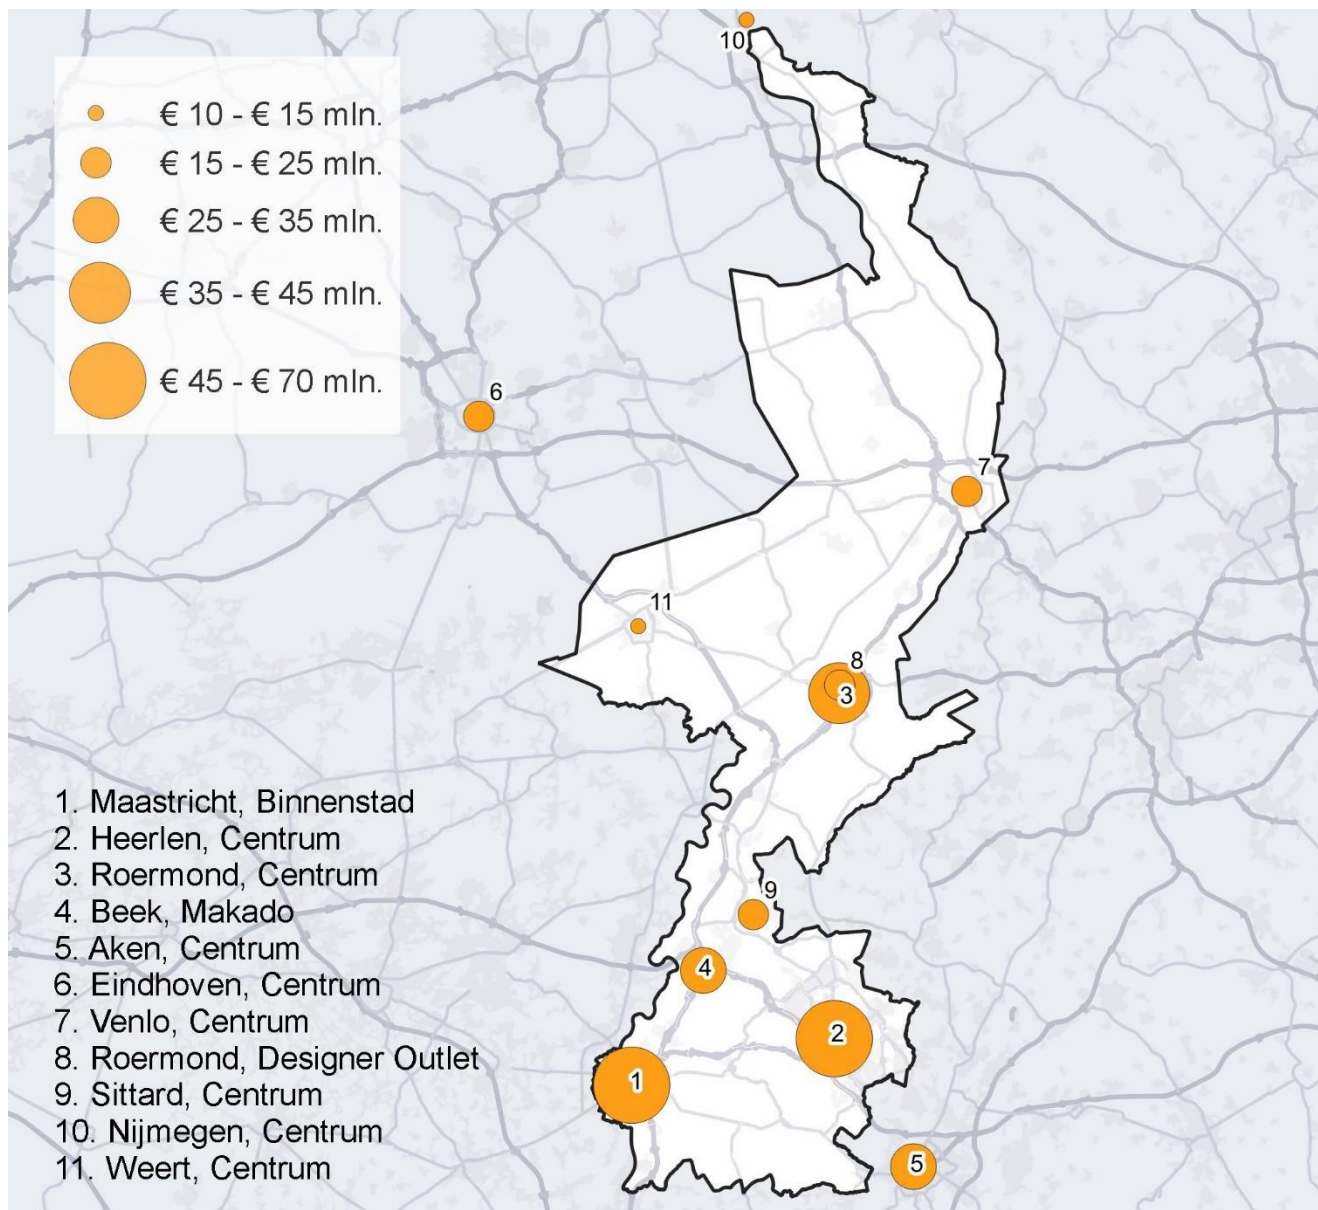 € 10 - € 15 mln.
€ 15 - € 25 mln.
€ 25 - € 35 mln.
€ 35 - € 45 mln.
€ 45 - € 70 mln.
10
6
7
11
8
3
9
4
2
1
5
1. Maastricht, Binnenstad
2. Heerlen, Centrum
3. Roermond, Centrum
4. Beek, Makado
5. Aken, Centrum
6. Eindhoven, Centrum
7. Venlo, Centrum
8. Roermond, Designer Outlet
9. Sittard, Centrum
10. Nijmegen, Centrum
11. Weert, Centrum